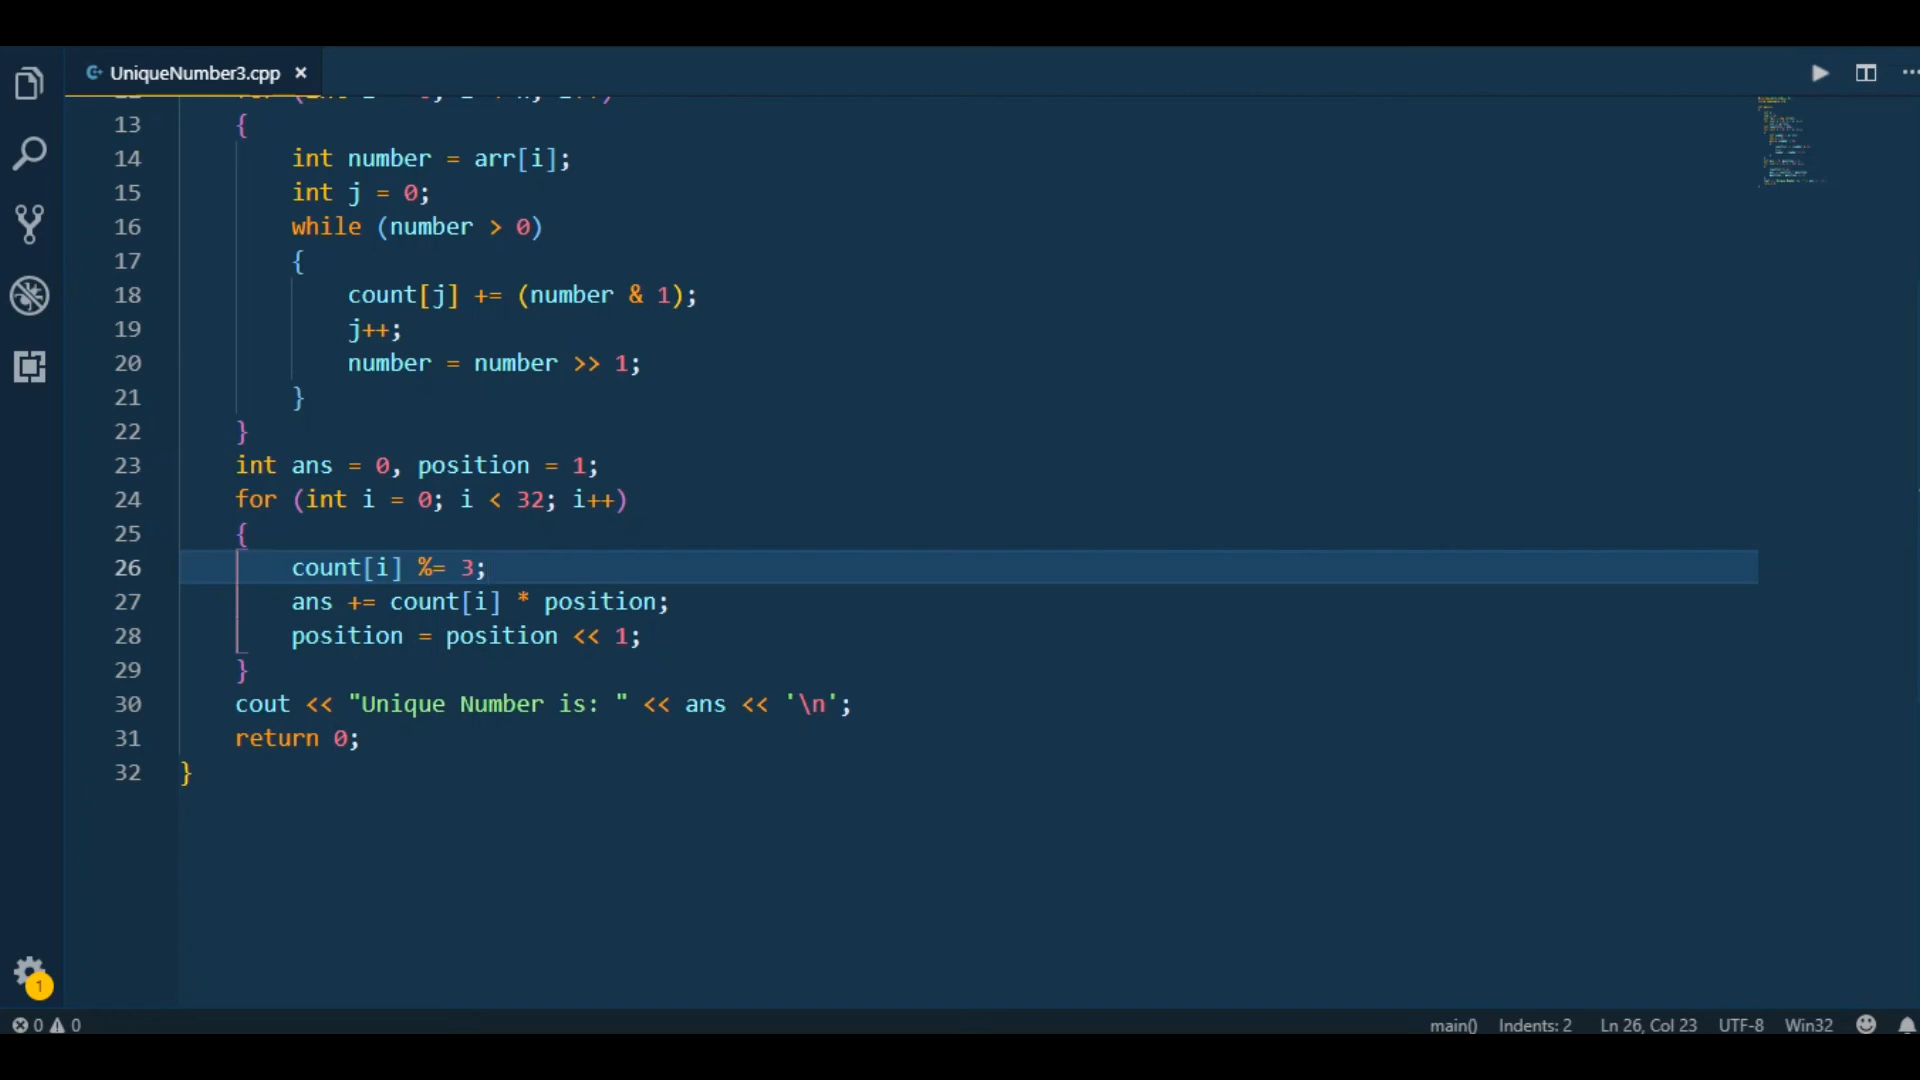 UniqueNumber3.cpp ×
13 {
14 int number = arr[i];
15 int j = 0;
16 while (number > 0)
17 {
18 count[j] += (number & 1);
19 j++;
20 number = number >> 1;
21 }
22 }
23 int ans = 0, position = 1;
24 for (int i = 0; i < 32; i++)
25 {
26 count[i] %= 3;
27 ans += count[i] * position;
28 position = position << 1;
29 }
30 cout << "Unique Number is: " << ans << '\n';
31 return 0;
32 }
1
0 0 main() Indents: 2 Ln 26, Col 23 UTF-8 Win32